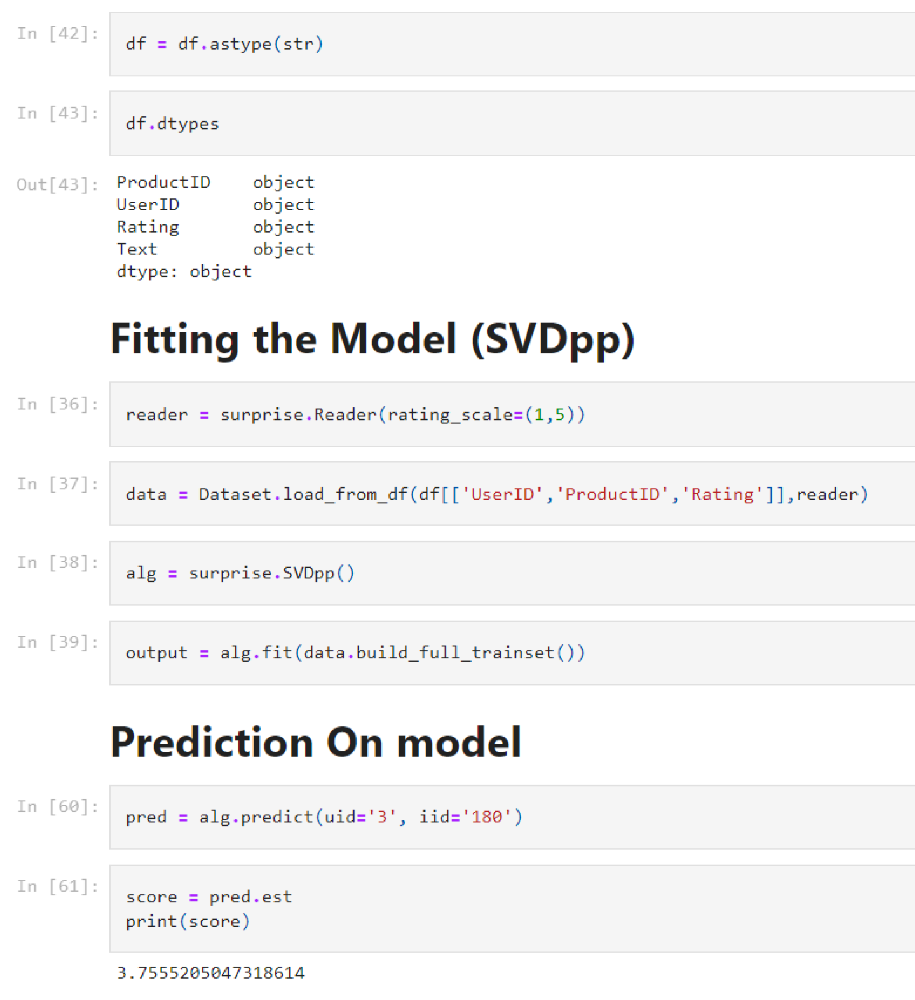 In [42]:
df = df.astype(str)
In [43]:
df.dtypes
Out[43]:
ProductID    object
UserID       object
Rating       object
Text         object
dtype: object
Fitting the Model (SVDpp)
In [36]:
reader = surprise.Reader(rating_scale=(1,5))
In [37]:
data = Dataset.load_from_df(df[['UserID','ProductID','Rating']],reader)
In [38]:
alg = surprise.SVDpp()
In [39]:
output = alg.fit(data.build_full_trainset())
Prediction On model
In [60]:
pred = alg.predict(uid='3', iid='180')
In [61]:
score = pred.est
print(score)
3.7555205047318614